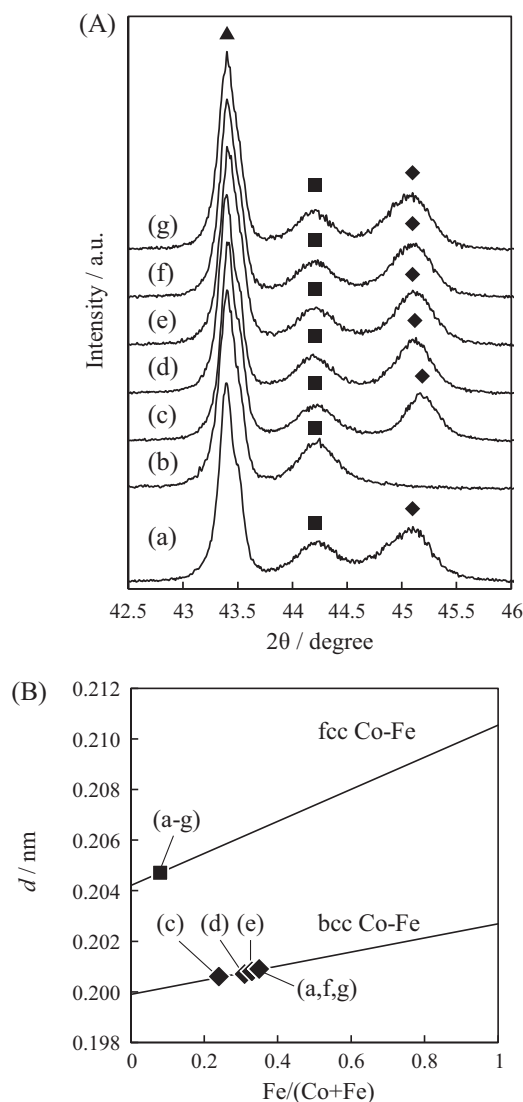 (A)
(g)
(f)
(e)
(d)
(c)
(b)
(a)
Intensity / a.u.
42.5 43 43.5 44 44.5 45 45.5 46
2θ / degree
(B)
0.212
0.210
0.208
0.206
0.204
0.202
0.200
0.198
d / nm
fcc Co-Fe
(a-g)
bcc Co-Fe
(c) (d) (e)
(a,f,g)
0 0.2 0.4 0.6 0.8 1
Fe/(Co+Fe)